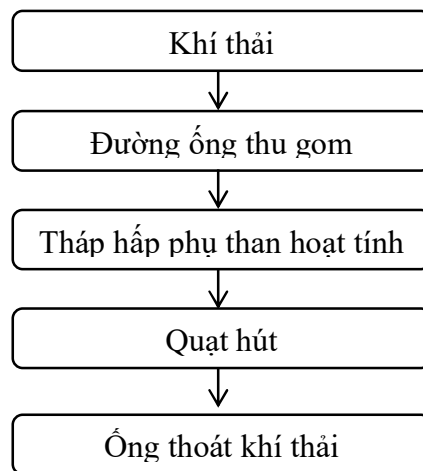 Khí thải
Đường ống thu gom
Tháp hấp phụ than hoạt tính
Quạt hút
Ống thoát khí thải